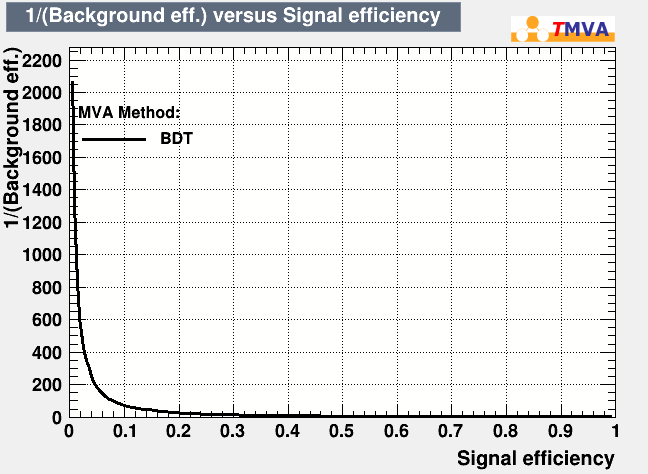 1/(Background eff.) versus Signal efficiency
TMVA
1/(Background eff.)
2200
2000
1800
1600
1400
1200
1000
800
600
400
200
0
MVA Method:
BDT
0 0.1 0.2 0.3 0.4 0.5 0.6 0.7 0.8 0.9 1
Signal efficiency